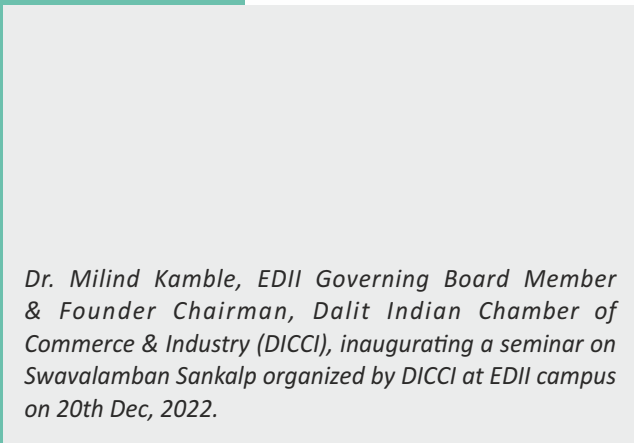 Dr. Milind Kamble, EDII Governing Board Member
& Founder Chairman, Dalit Indian Chamber of
Commerce & Industry (DICCI), inaugurating a seminar on
Swavalamban Sankalp organized by DICCI at EDII campus
on 20th Dec, 2022.